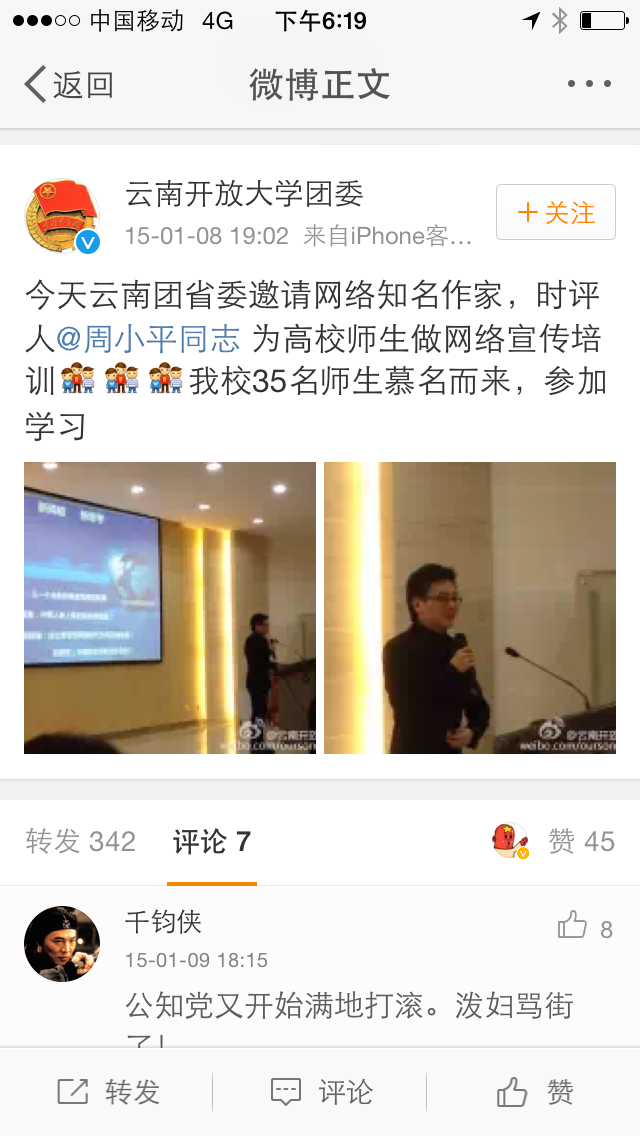 中国移动 4G 下午6:19
返回 微博正文
云南开放大学团委
15-01-08 19:02 来自iPhone客…
+关注
今天云南团省委邀请网络知名作家，时评
人@周小平同志 为高校师生做网络宣传培
训 我校35名师生慕名而来，参加
学习
转发 342 评论 7 赞 45
千钧侠
15-01-09 18:15
8
公知党又开始满地打滚。泼妇骂街
了！
转发 评论 赞